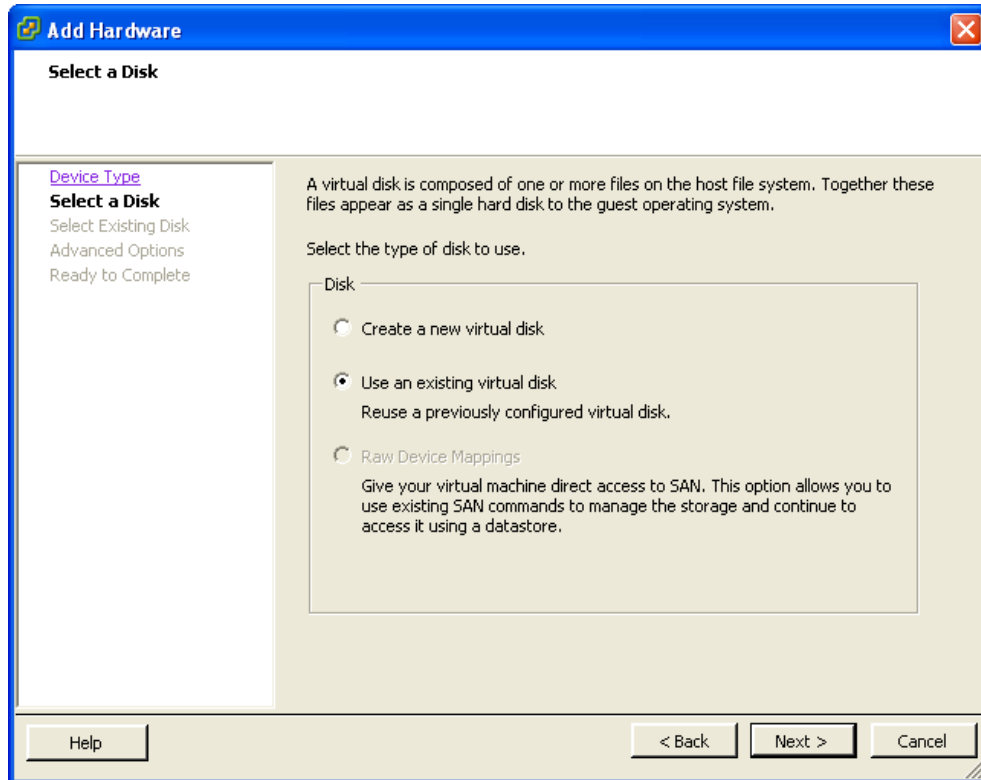 Add Hardware
Select a Disk
Device Type
Select a Disk
Select Existing Disk
Advanced Options
Ready to Complete
A virtual disk is composed of one or more files on the host file system. Together these
files appear as a single hard disk to the guest operating system.
Select the type of disk to use.
Disk
Create a new virtual disk
Use an existing virtual disk
Reuse a previously configured virtual disk.
Raw Device Mappings
Give your virtual machine direct access to SAN. This option allows you to
use existing SAN commands to manage the storage and continue to
access it using a datastore.
Help
< Back
Next >
Cancel